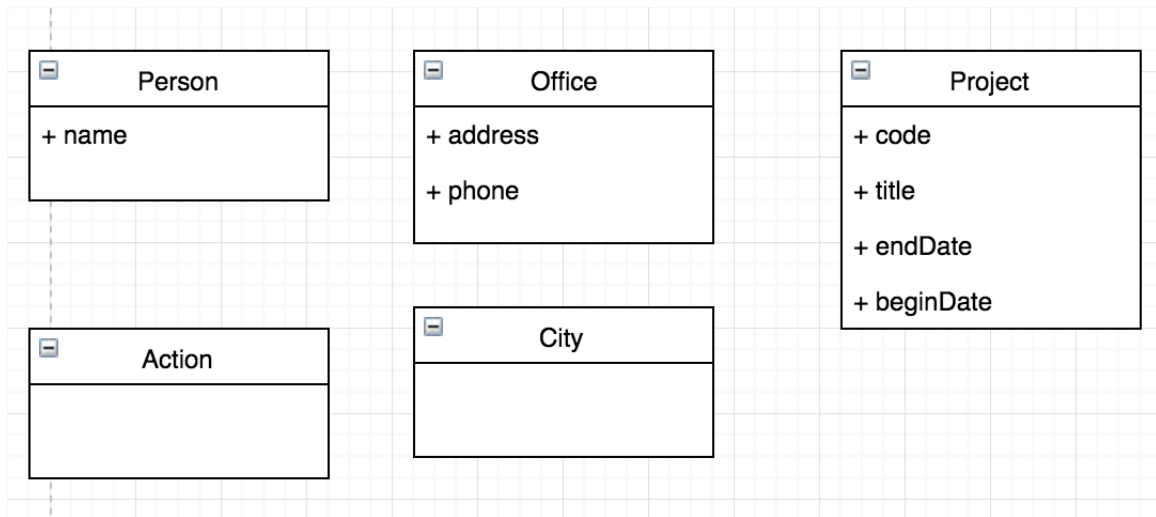 Person
+ name
Office
+ address
+ phone
Project
+ code
+ title
+ endDate
+ beginDate
Action
City